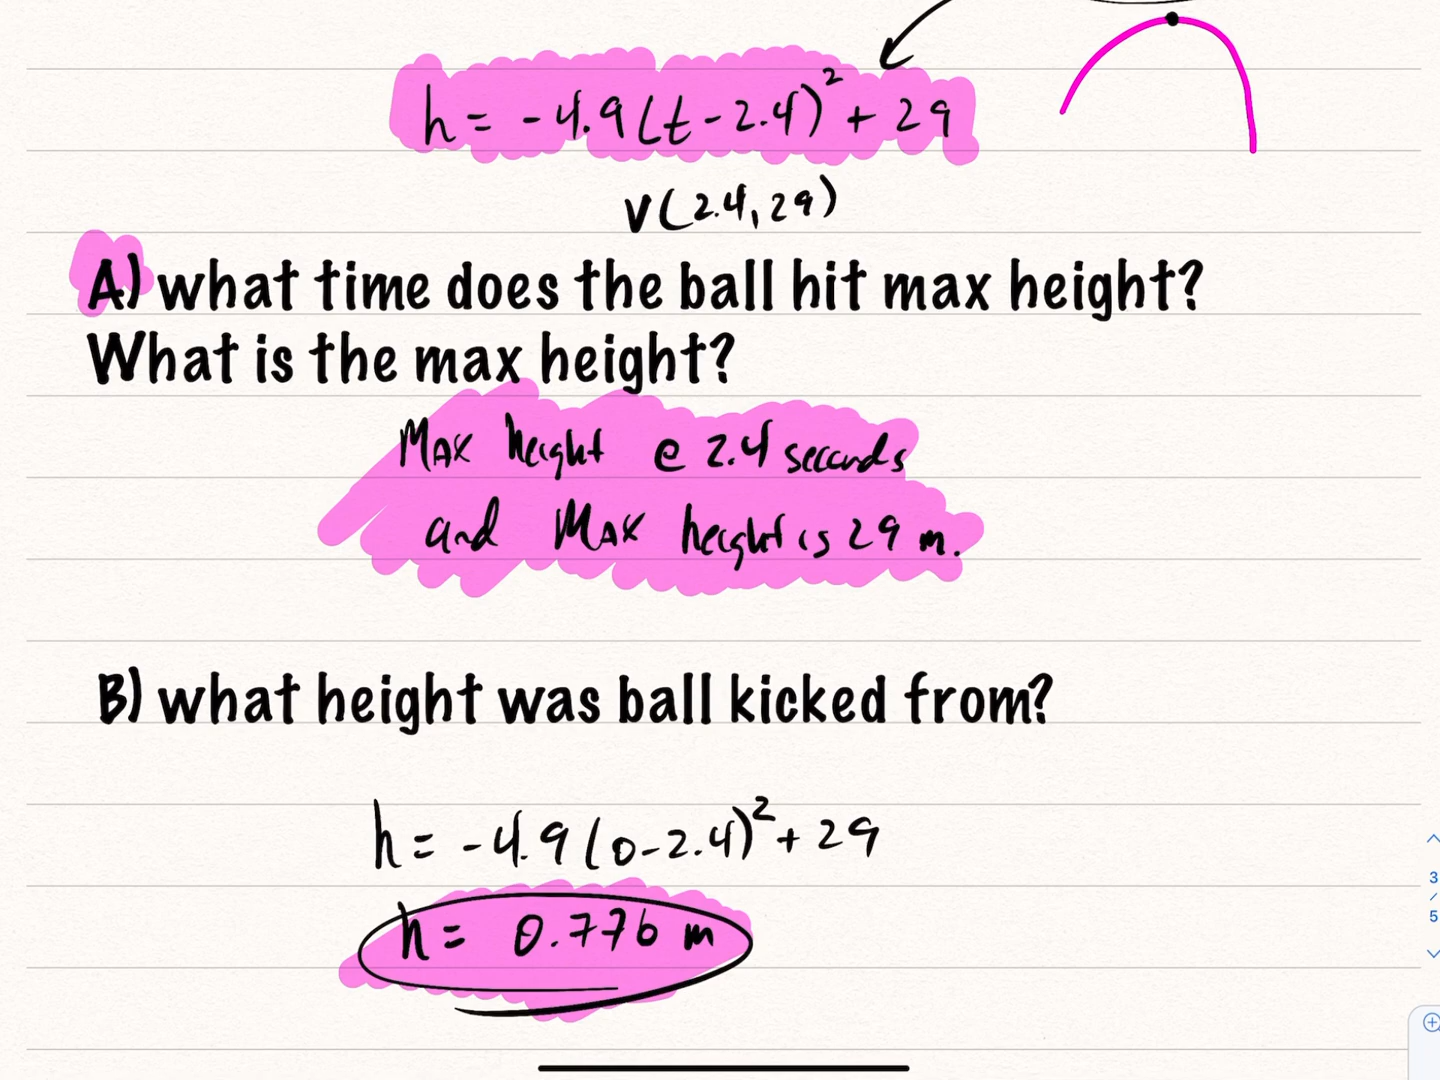 h = -4.9(t-2.4)² + 29
V(2.4, 29)
A) what time does the ball hit max height?
What is the max height?
Max height @ 2.4 seconds
and Max height is 29 m.
B) what height was ball kicked from?
h = -4.9(0-2.4)² + 29
h = 0.776 m
3
/
5